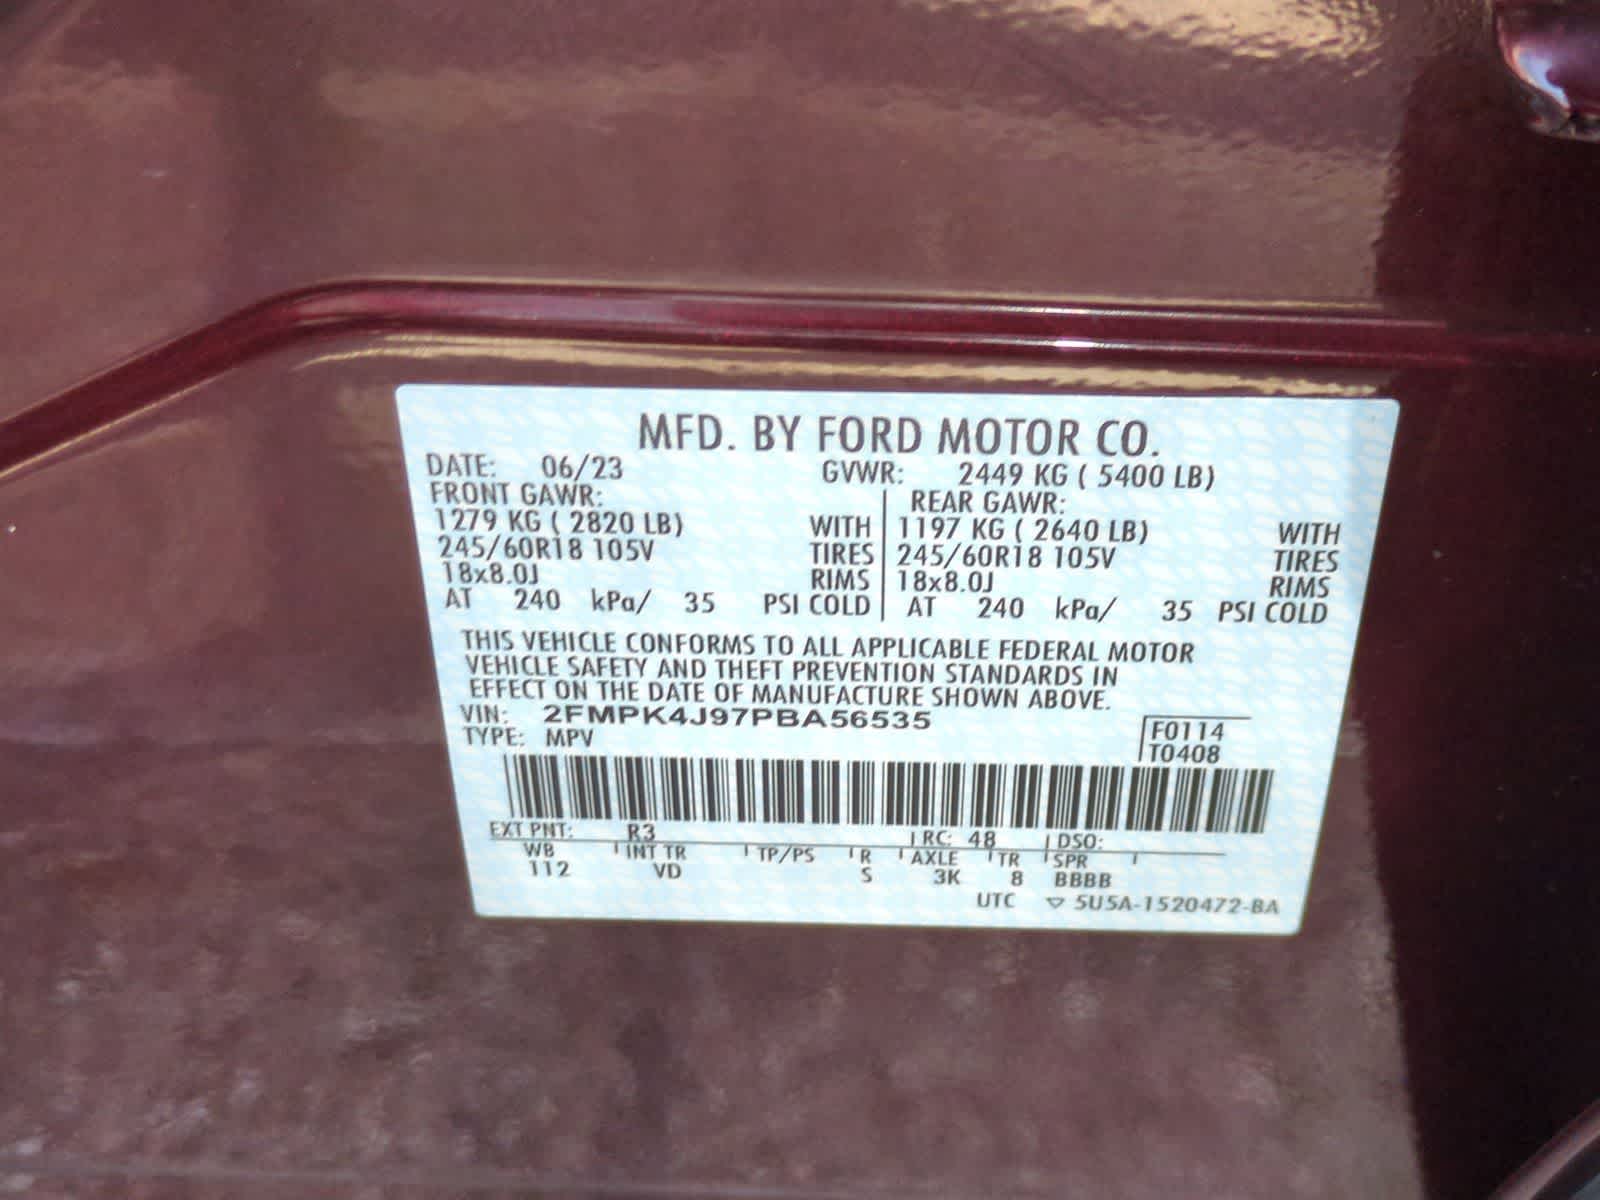 MFD. BY FORD MOTOR CO.
DATE: 06/23 GVWR: 2449 KG ( 5400 LB)
FRONT GAWR: REAR GAWR:
1279 KG ( 2820 LB) WITH 1197 KG ( 2640 LB) WITH
245/60R18 105V TIRES 245/60R18 105V TIRES
18x8.0J RIMS 18x8.0J RIMS
AT 240 kPa/ 35 PSI COLD AT 240 kPa/ 35 PSI COLD
THIS VEHICLE CONFORMS TO ALL APPLICABLE FEDERAL MOTOR
VEHICLE SAFETY AND THEFT PREVENTION STANDARDS IN
EFFECT ON THE DATE OF MANUFACTURE SHOWN ABOVE.
VIN: 2FMPK4J97PBA56535 F0114
TYPE: MPV T0408
EXT PNT: R3 RC: 48 DSO:
WB INT TR TP/PS R AXLE TR SPR
112 VD S 3K 8 BBBB
UTC ▽ 5U5A-1520472-BA